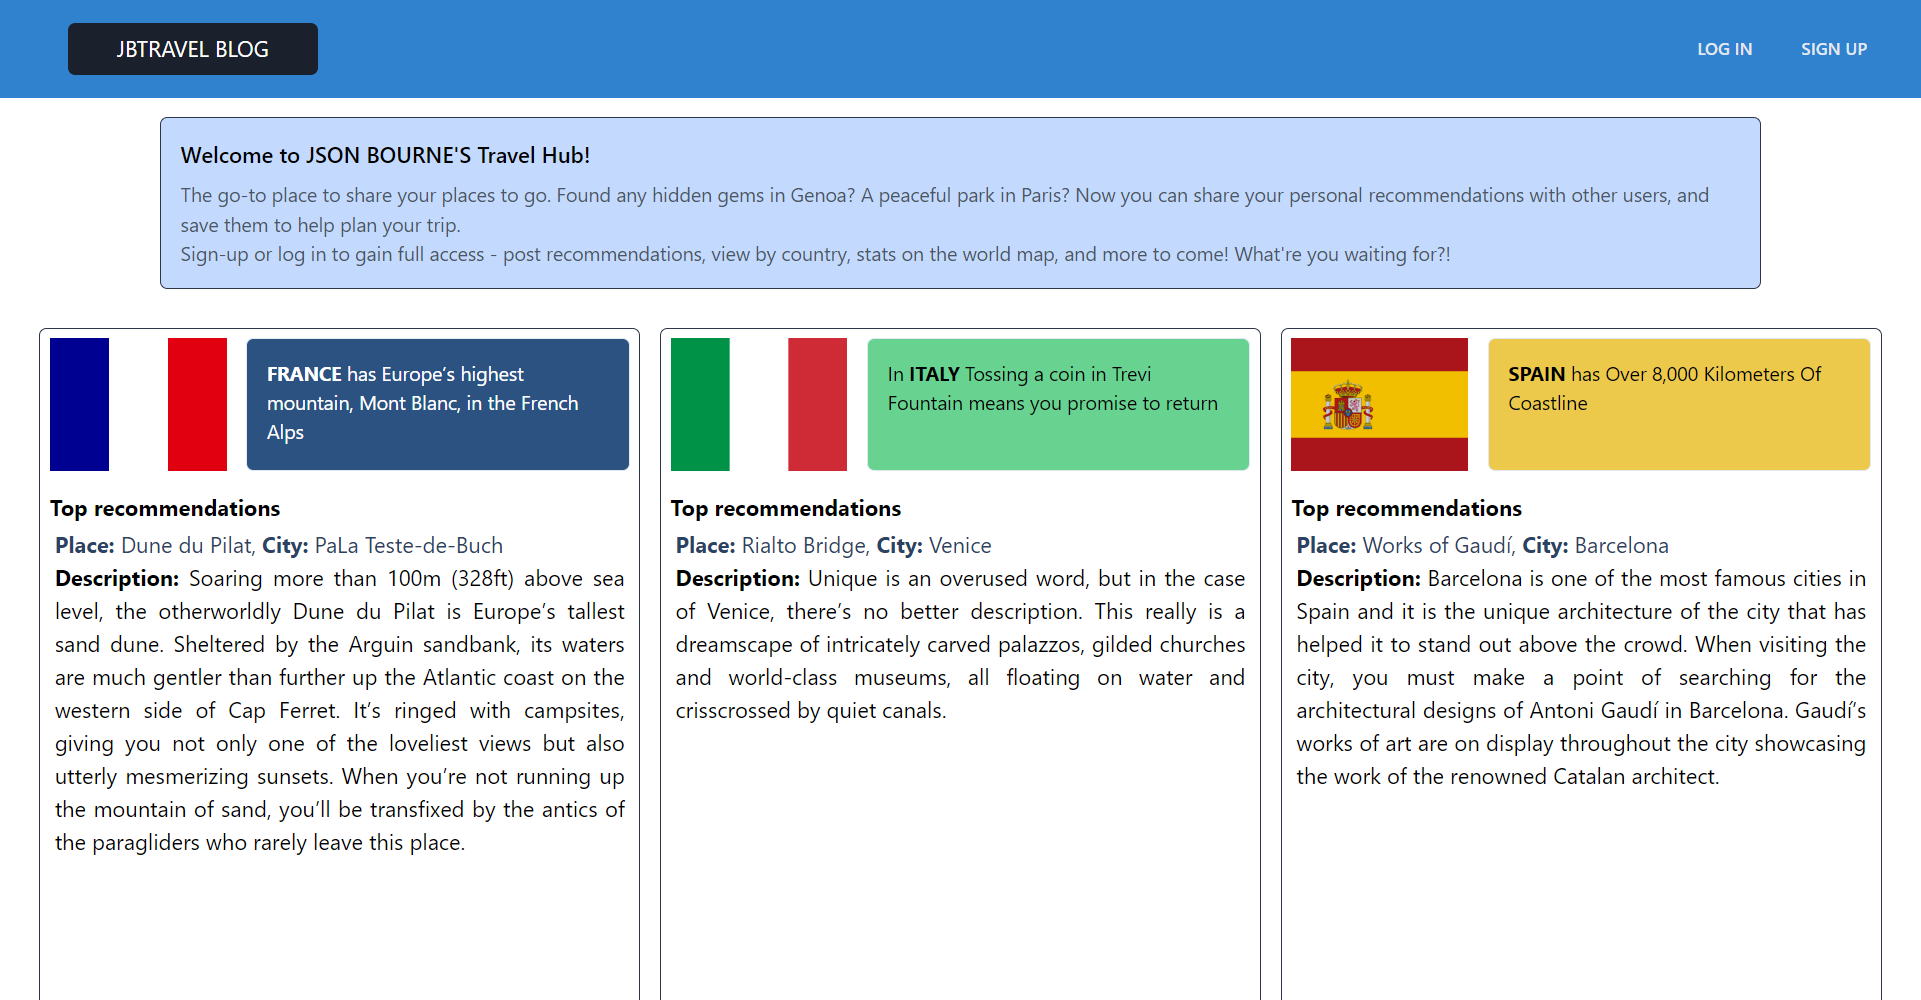 JBTRAVEL BLOG
LOG IN
SIGN UP
Welcome to JSON BOURNE'S Travel Hub!
The go-to place to share your places to go. Found any hidden gems in Genoa? A peaceful park in Paris? Now you can share your personal recommendations with other users, and
save them to help plan your trip.
Sign-up or log in to gain full access - post recommendations, view by country, stats on the world map, and more to come! What're you waiting for?!
FRANCE has Europe’s highest
mountain, Mont Blanc, in the French
Alps
Top recommendations
Place: Dune du Pilat, City: PaLa Teste-de-Buch
Description: Soaring more than 100m (328ft) above sea
level, the otherworldly Dune du Pilat is Europe’s tallest
sand dune. Sheltered by the Arguin sandbank, its waters
are much gentler than further up the Atlantic coast on the
western side of Cap Ferret. It’s ringed with campsites,
giving you not only one of the loveliest views but also
utterly mesmerizing sunsets. When you’re not running up
the mountain of sand, you’ll be transfixed by the antics of
the paragliders who rarely leave this place.
In ITALY Tossing a coin in Trevi
Fountain means you promise to return
Top recommendations
Place: Rialto Bridge, City: Venice
Description: Unique is an overused word, but in the case
of Venice, there’s no better description. This really is a
dreamscape of intricately carved palazzos, gilded churches
and world-class museums, all floating on water and
crisscrossed by quiet canals.
SPAIN has Over 8,000 Kilometers Of
Coastline
Top recommendations
Place: Works of Gaudí, City: Barcelona
Description: Barcelona is one of the most famous cities in
Spain and it is the unique architecture of the city that has
helped it to stand out above the crowd. When visiting the
city, you must make a point of searching for the
architectural designs of Antoni Gaudí in Barcelona. Gaudí’s
works of art are on display throughout the city showcasing
the work of the renowned Catalan architect.